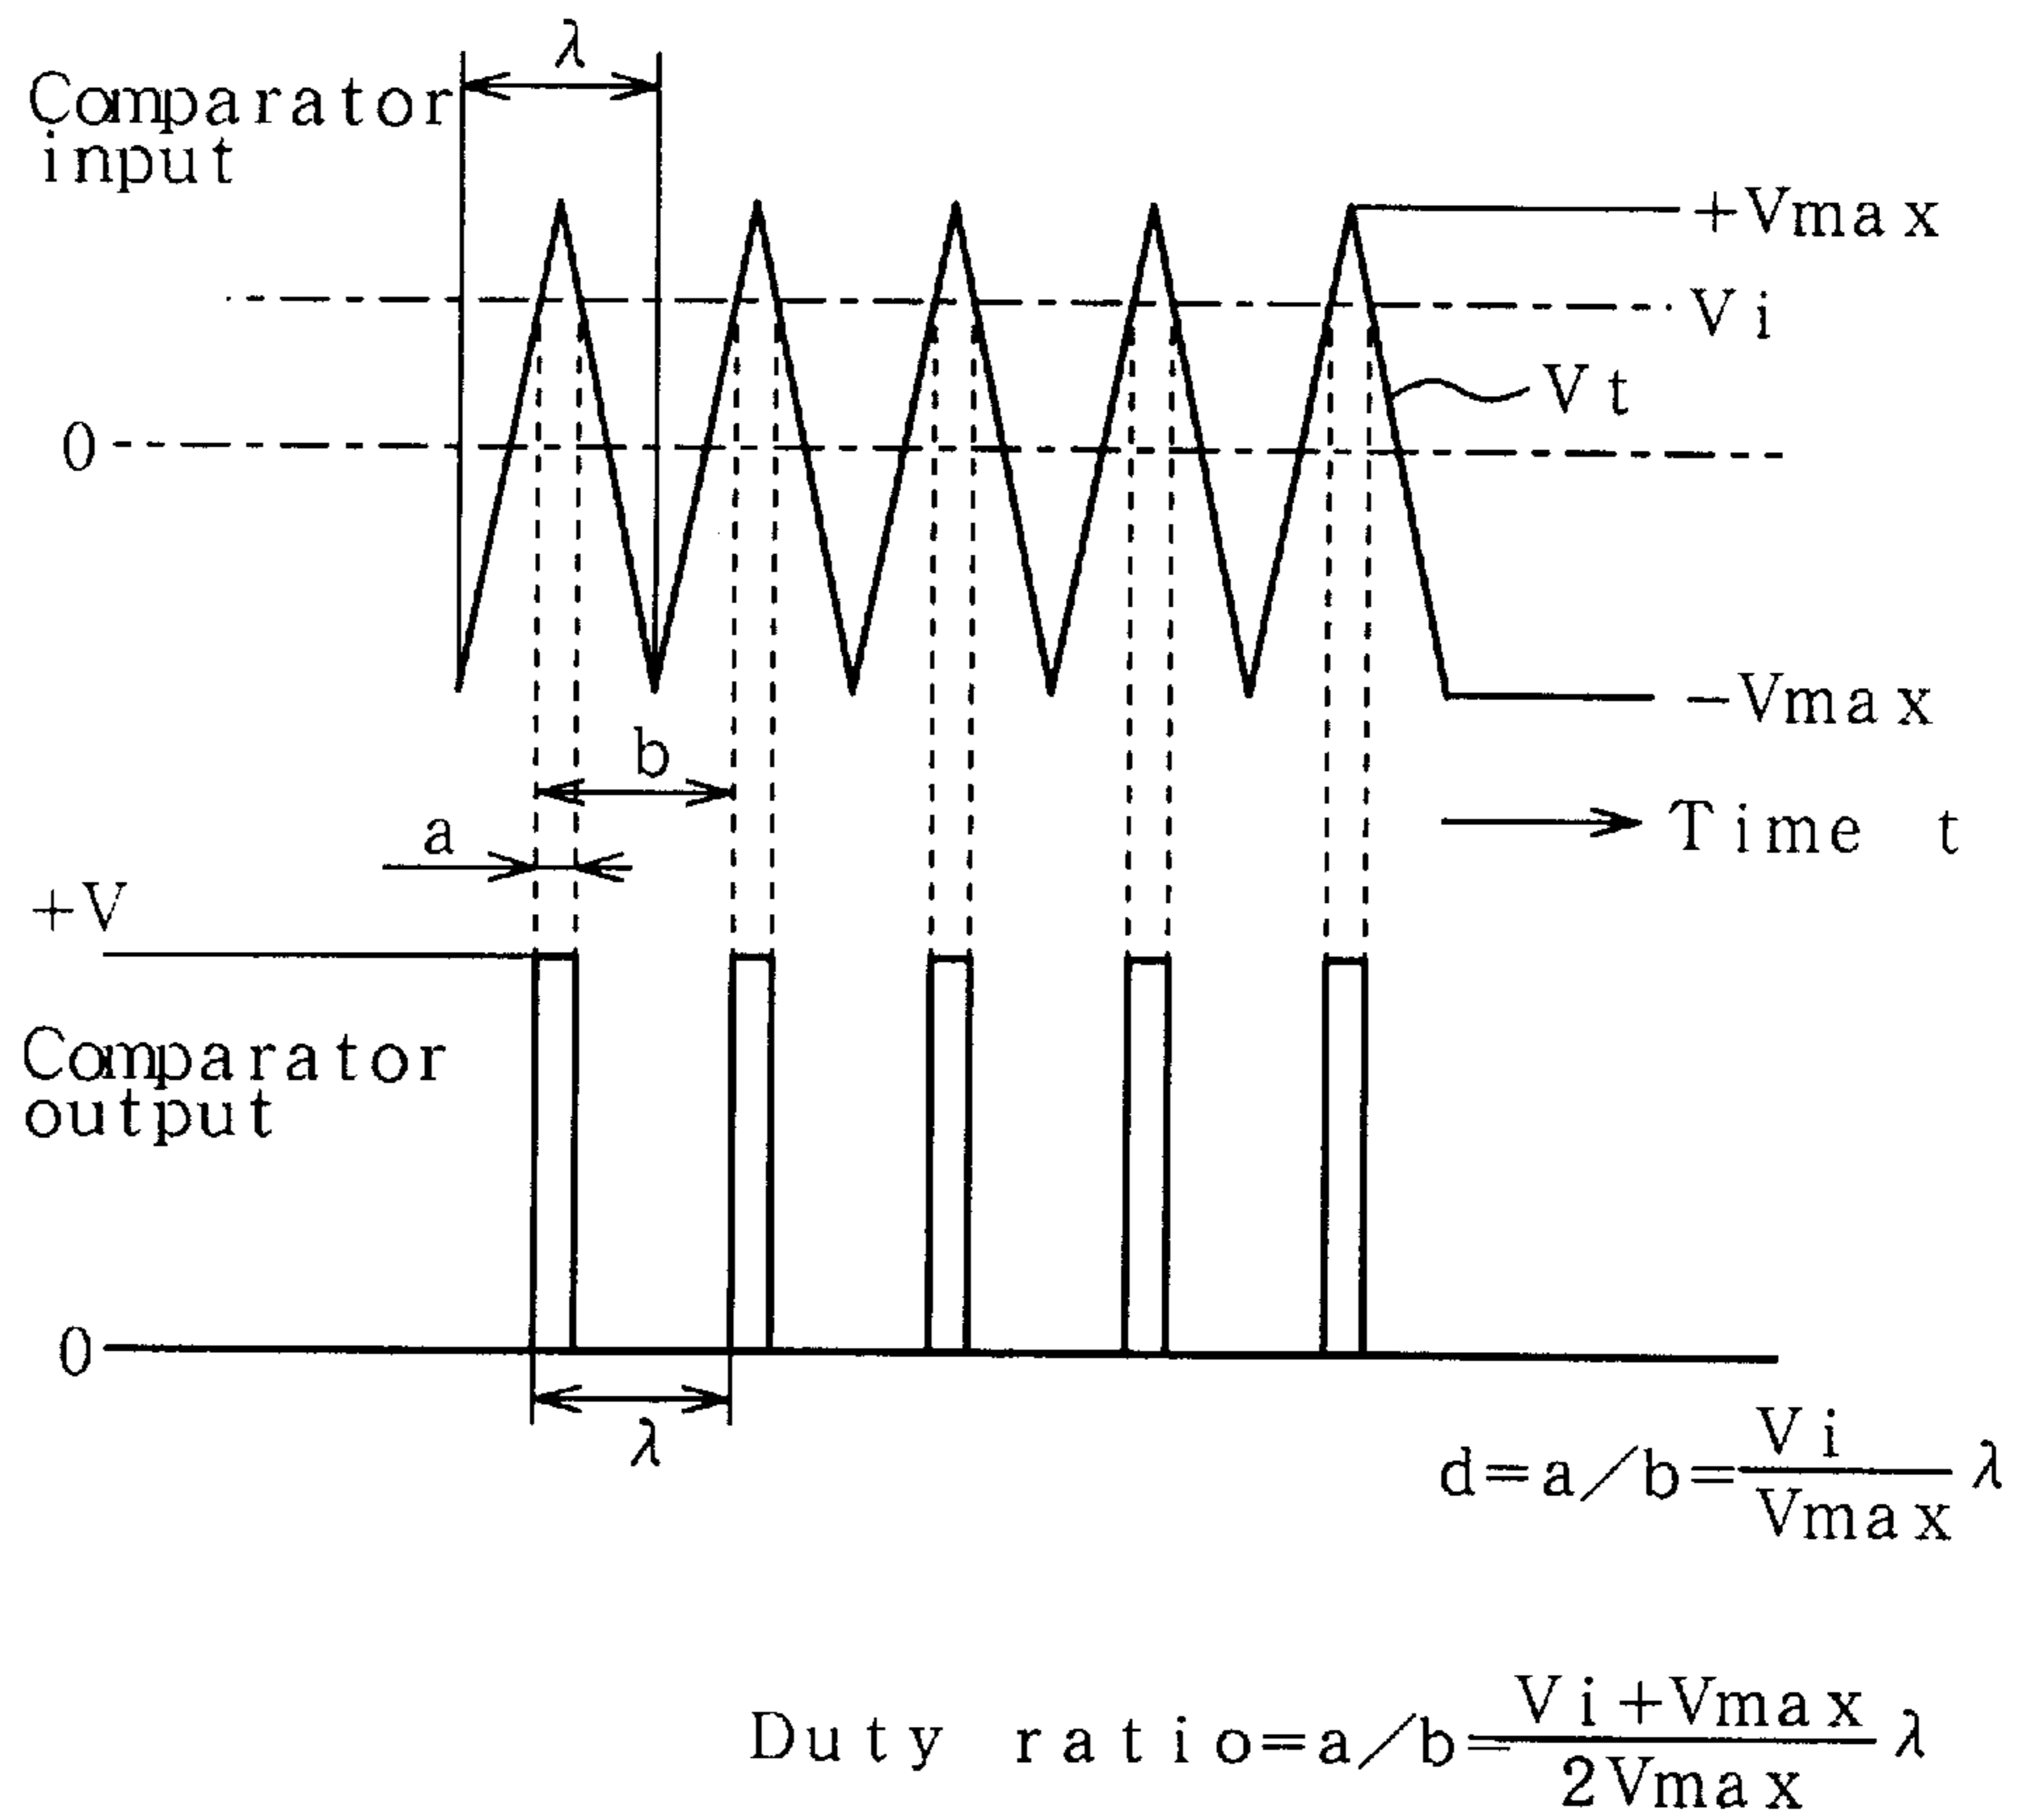 λ
Comparator
input
+Vmax
Vi
Vt
0
-Vmax
b
a
Time t
+V
Comparator
output
0
λ
d=a/b=Vi/Vmax λ
Duty ratio=a/b=Vi+Vmax/2Vmax λ